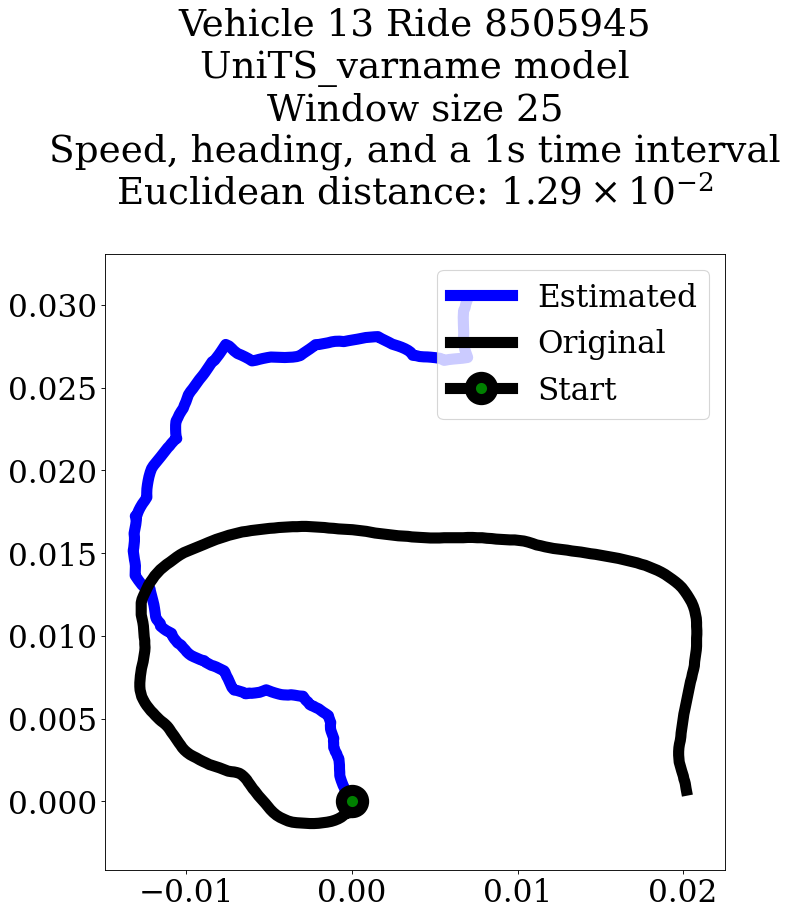 Vehicle 13 Ride 8505945
UniTS_varname model
Window size 25
Speed, heading, and a 1s time interval
Euclidean distance: 1.29 × 10⁻²
Estimated
Original
Start
0.030
0.025
0.020
0.015
0.010
0.005
0.000
−0.01 0.00 0.01 0.02